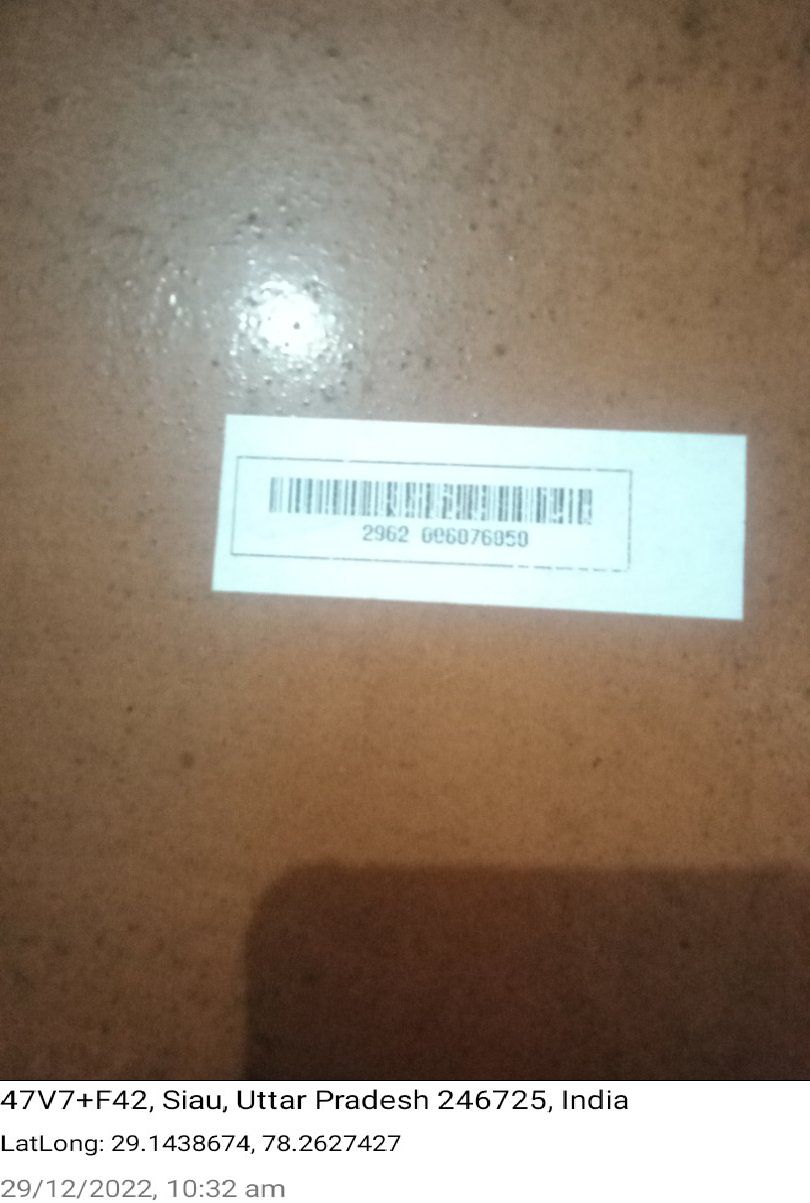 2962 006076050
47V7+F42, Siau, Uttar Pradesh 246725, India
LatLong: 29.1438674, 78.2627427
29/12/2022, 10:32 am